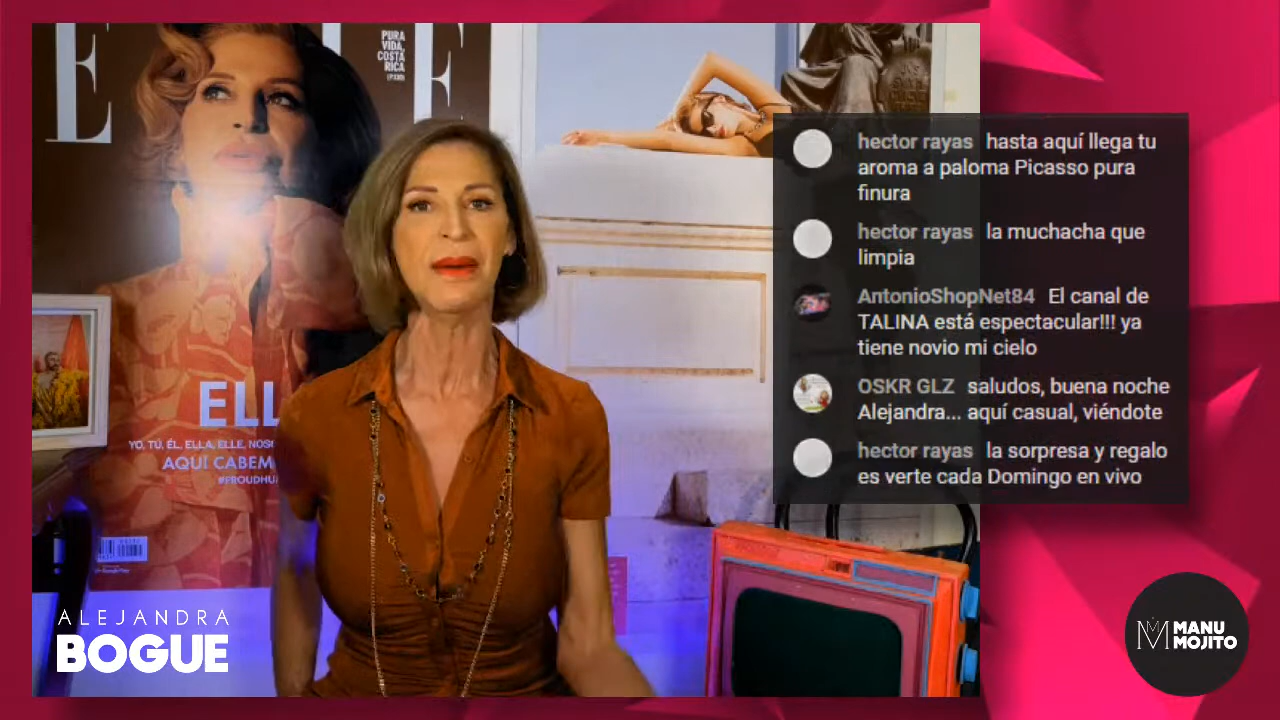 E
E
PURA
VIDA,
COSTA
RICA
(P.130)
hector rayas hasta aquí llega tu
aroma a paloma Picasso pura
finura
hector rayas la muchacha que
limpia
AntonioShopNet84 El canal de
TALINA está espectacular!!! ya
tiene novio mi cielo
OSKR GLZ saludos, buena noche
Alejandra... aquí casual, viéndote
hector rayas la sorpresa y regalo
es verte cada Domingo en vivo
ELL
YO, TÚ, ÉL, ELLA, ELLE, NOS
AQUÍ CABEM
#PROUDHU
ALEJANDRA
BOGUE
M MANU
MOJITO